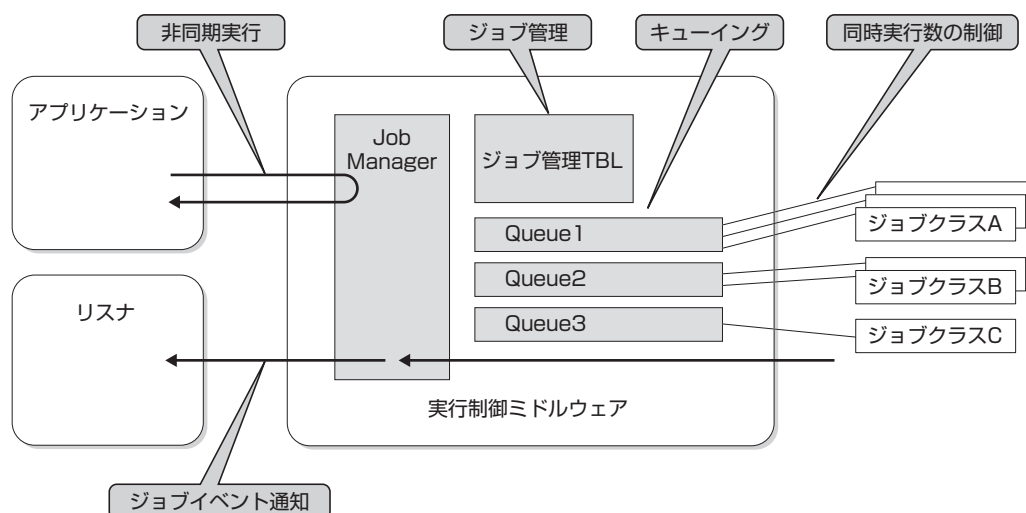 非同期実行
ジョブ管理
キューイング
同時実行数の制御
アプリケーション
Job
Manager
ジョブ管理TBL
Queue1
ジョブクラスA
Queue2
ジョブクラスB
リスナ
Queue3
ジョブクラスC
実行制御ミドルウェア
ジョブイベント通知